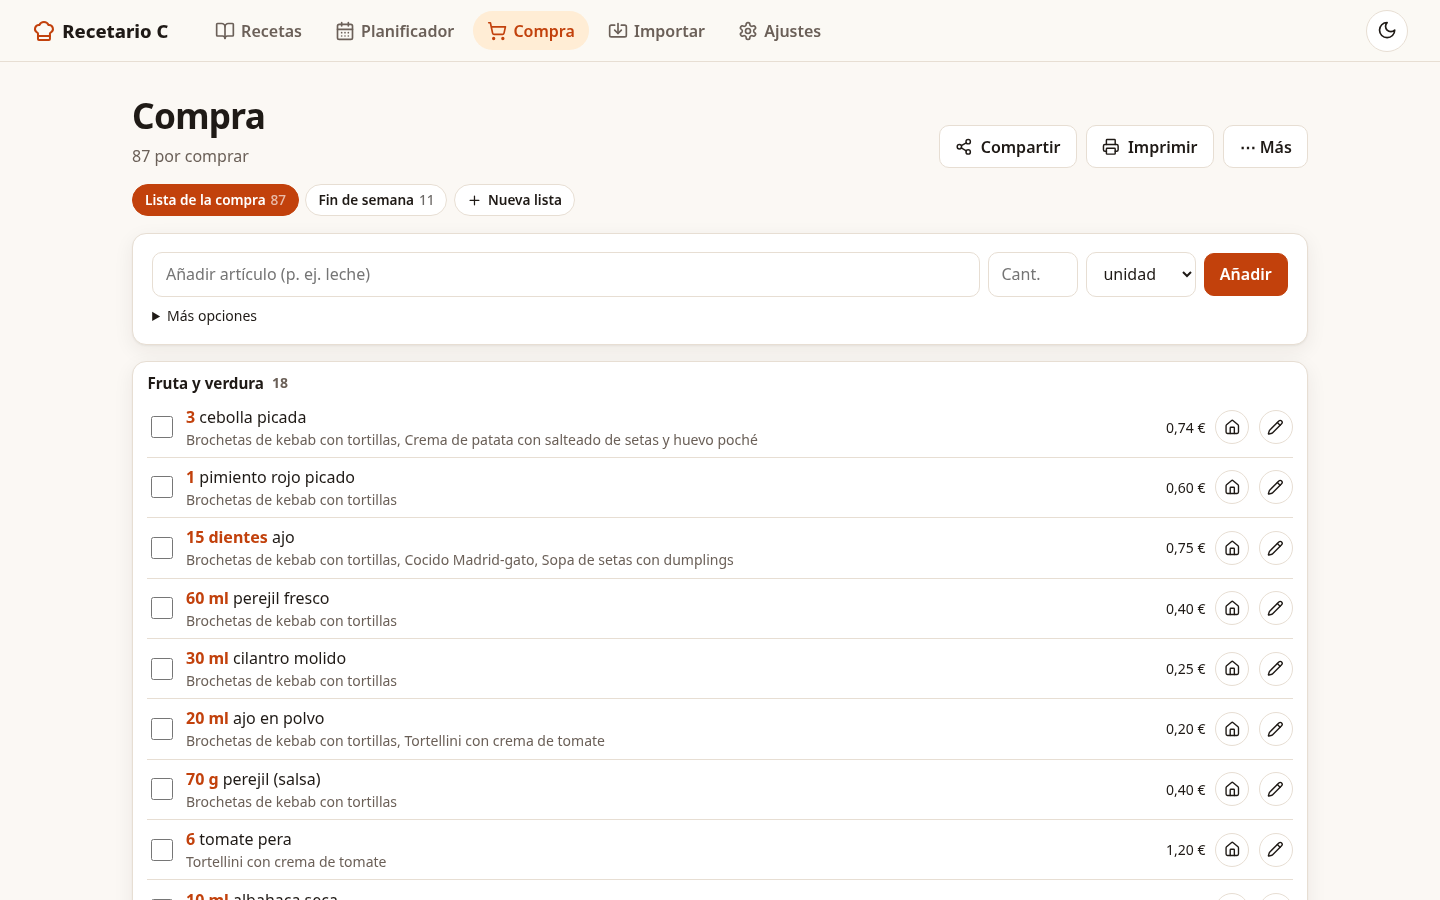 Recetario C
Recetas
Planificador
Compra
Importar
Ajustes
Compra
87 por comprar
Compartir
Imprimir
··· Más
Lista de la compra 87
Fin de semana 11
+ Nueva lista
Añadir artículo (p. ej. leche)
Cant.
unidad
Añadir
Más opciones
Fruta y verdura 18
3 cebolla picada
Brochetas de kebab con tortillas, Crema de patata con salteado de setas y huevo poché
0,74 €
1 pimiento rojo picado
Brochetas de kebab con tortillas
0,60 €
15 dientes ajo
Brochetas de kebab con tortillas, Cocido Madrid-gato, Sopa de setas con dumplings
0,75 €
60 ml perejil fresco
Brochetas de kebab con tortillas
0,40 €
30 ml cilantro molido
Brochetas de kebab con tortillas
0,25 €
20 ml ajo en polvo
Brochetas de kebab con tortillas, Tortellini con crema de tomate
0,20 €
70 g perejil (salsa)
Brochetas de kebab con tortillas
0,40 €
6 tomate pera
Tortellini con crema de tomate
1,20 €
10 ml albahaca seca